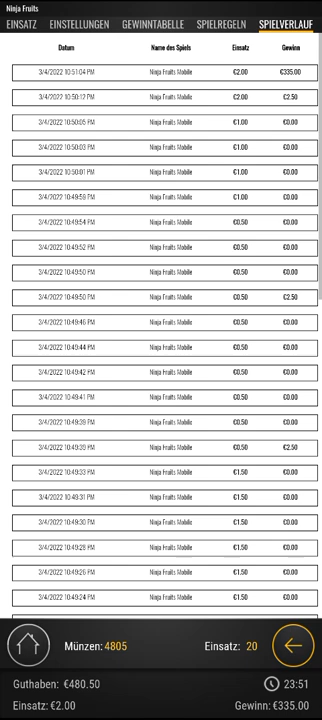 Ninja Fruits
EINSATZ EINSTELLUNGEN GEWINNTABELLE SPIELREGELN SPIELVERLAUF
Datum Name des Spiels Einsatz Gewinn
3/4/2022 10:51:04 PM Ninja Fruits Mobile €2.00 €335.00
3/4/2022 10:50:12 PM Ninja Fruits Mobile €2.00 €2.50
3/4/2022 10:50:05 PM Ninja Fruits Mobile €1.00 €0.00
3/4/2022 10:50:03 PM Ninja Fruits Mobile €1.00 €0.00
3/4/2022 10:50:01 PM Ninja Fruits Mobile €1.00 €0.00
3/4/2022 10:49:59 PM Ninja Fruits Mobile €1.00 €0.00
3/4/2022 10:49:54 PM Ninja Fruits Mobile €0.50 €0.00
3/4/2022 10:49:52 PM Ninja Fruits Mobile €0.50 €0.00
3/4/2022 10:49:50 PM Ninja Fruits Mobile €0.50 €0.00
3/4/2022 10:49:50 PM Ninja Fruits Mobile €0.50 €2.50
3/4/2022 10:49:46 PM Ninja Fruits Mobile €0.50 €0.00
3/4/2022 10:49:44 PM Ninja Fruits Mobile €0.50 €0.00
3/4/2022 10:49:42 PM Ninja Fruits Mobile €0.50 €0.00
3/4/2022 10:49:41 PM Ninja Fruits Mobile €0.50 €0.00
3/4/2022 10:49:39 PM Ninja Fruits Mobile €0.50 €0.00
3/4/2022 10:49:39 PM Ninja Fruits Mobile €0.50 €2.50
3/4/2022 10:49:33 PM Ninja Fruits Mobile €1.50 €0.00
3/4/2022 10:49:31 PM Ninja Fruits Mobile €1.50 €0.00
3/4/2022 10:49:30 PM Ninja Fruits Mobile €1.50 €0.00
3/4/2022 10:49:28 PM Ninja Fruits Mobile €1.50 €0.00
3/4/2022 10:49:26 PM Ninja Fruits Mobile €1.50 €0.00
3/4/2022 10:49:24 PM Ninja Fruits Mobile €1.50 €0.00
Münzen: 4805 Einsatz: 20
Guthaben: €480.50 23:51
Einsatz: €2.00 Gewinn: €335.00